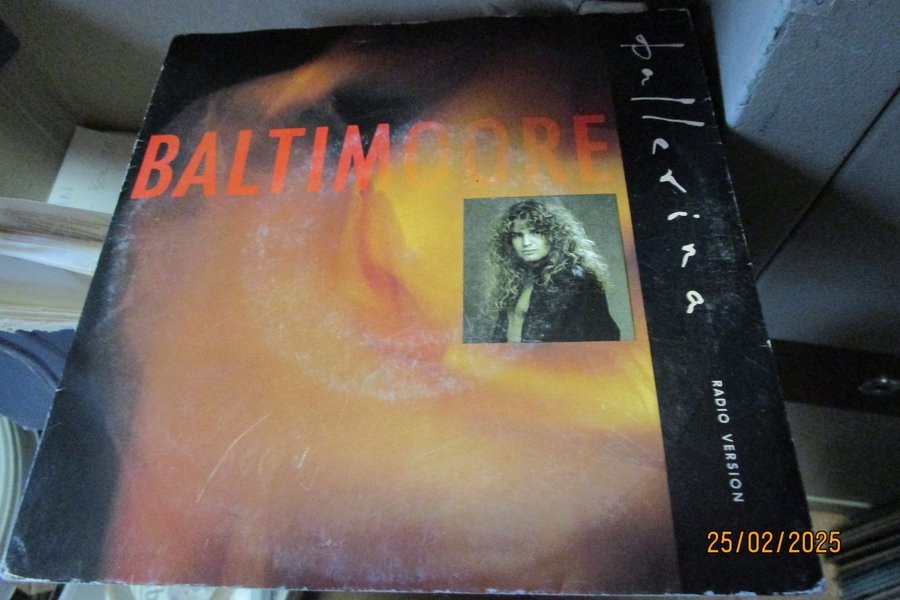 BALTIMOORE
ballerina
RADIO VERSION
25/02/2025